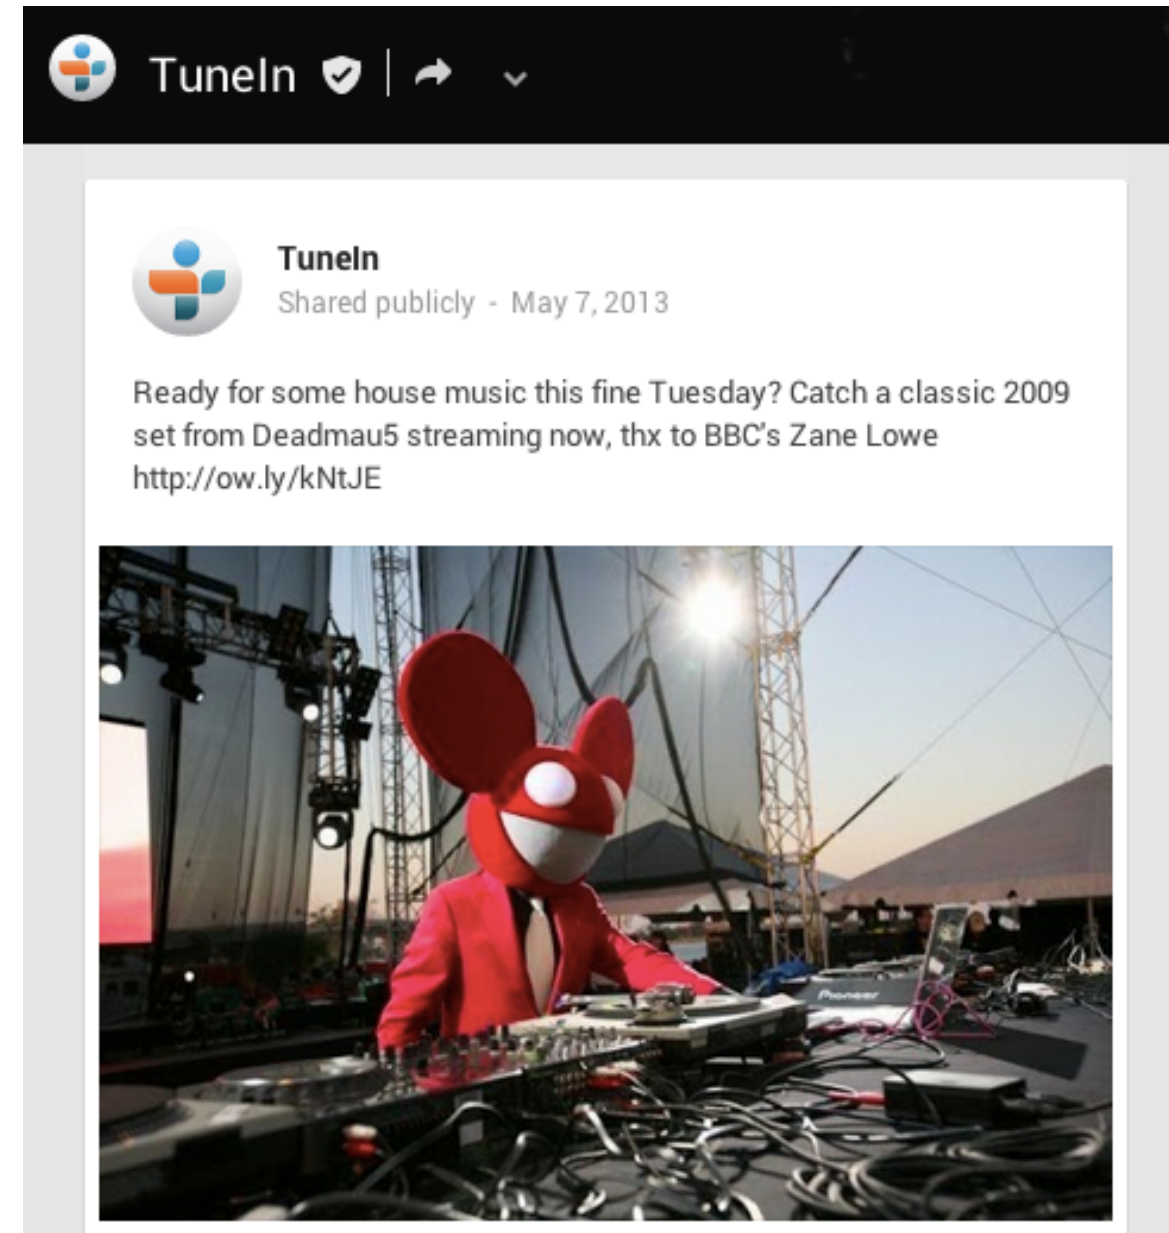 TuneIn
TuneIn
Shared publicly - May 7, 2013
Ready for some house music this fine Tuesday? Catch a classic 2009
set from Deadmau5 streaming now, thx to BBC's Zane Lowe
http://ow.ly/kNtJE
Pioneer